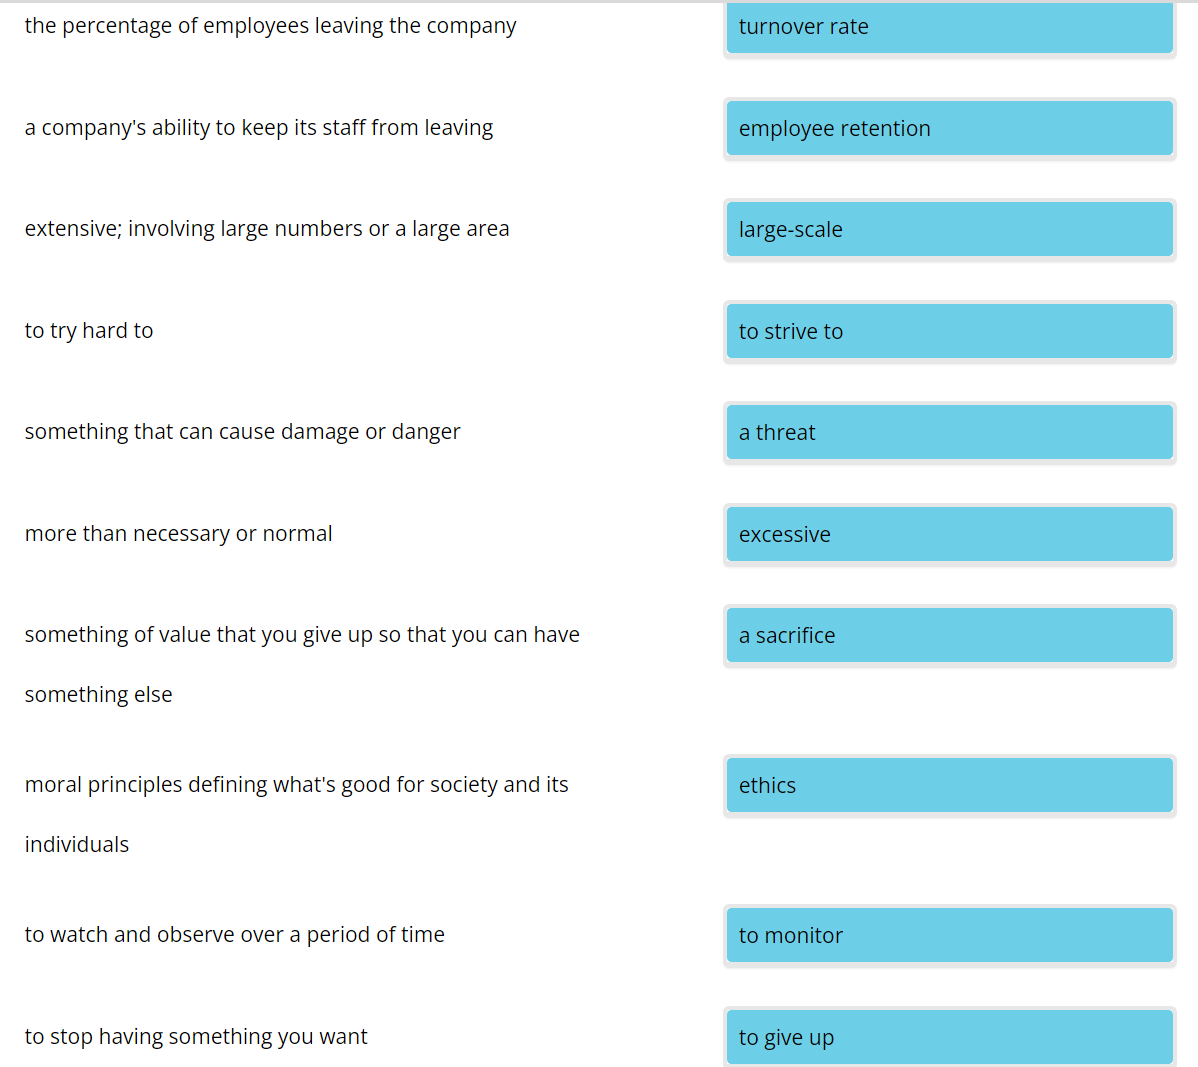 the percentage of employees leaving the company
turnover rate
a company's ability to keep its staff from leaving
employee retention
extensive; involving large numbers or a large area
large-scale
to try hard to
to strive to
something that can cause damage or danger
a threat
more than necessary or normal
excessive
something of value that you give up so that you can have
something else
a sacrifice
moral principles defining what's good for society and its
individuals
ethics
to watch and observe over a period of time
to monitor
to stop having something you want
to give up